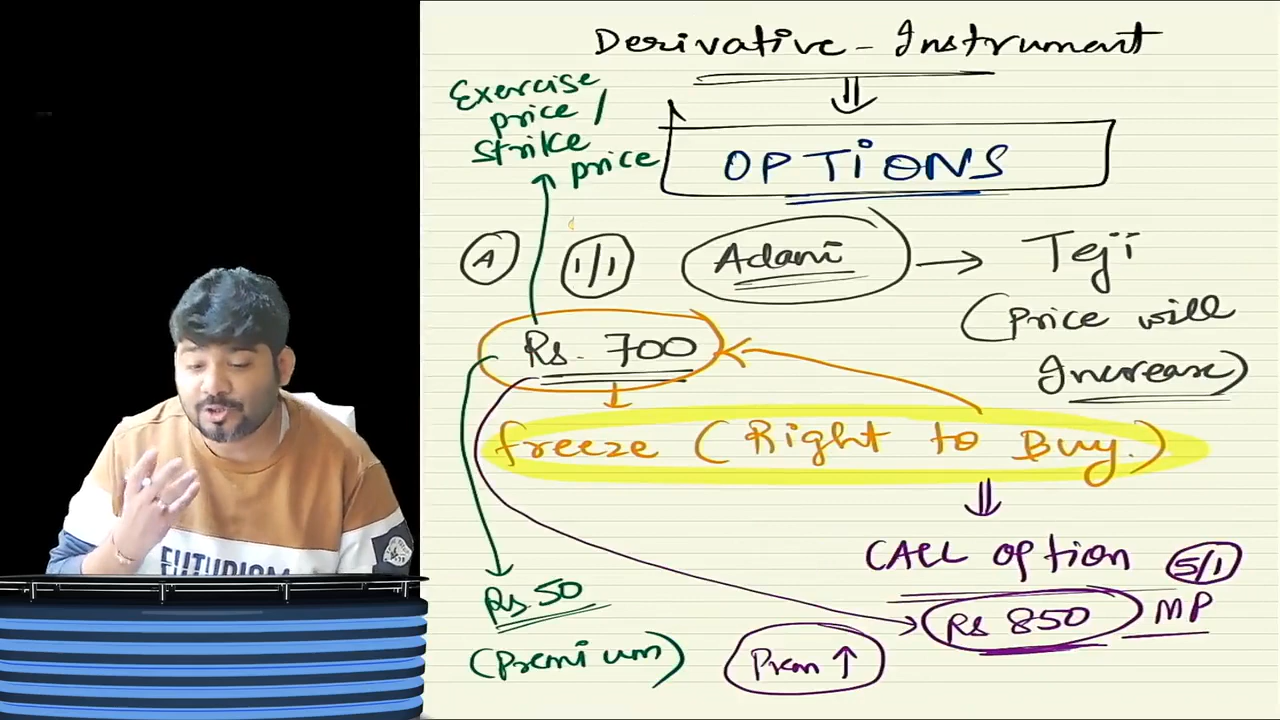 Derivative - Instrument
Exercise
price /
Strike
price
OPTIONS
A
1/1
Adani
Teji
(Price will
Increase)
Rs. 700
freeze (Right to Buy.)
CALL option
5/1
Rs 850
MP
Rs. 50
(Premium)
Prem ↑
FUTURISM